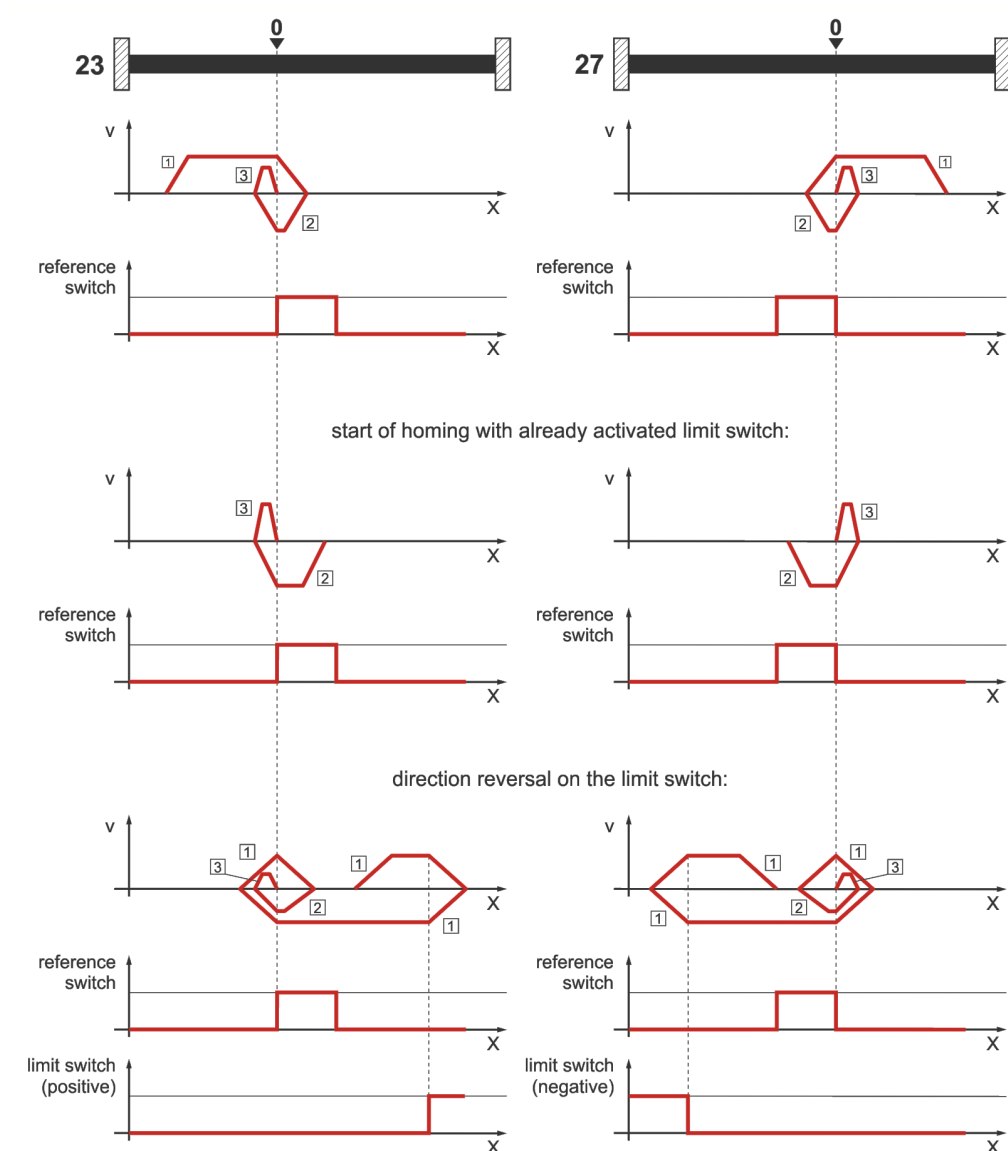 0
0
23
27
v
1
3
2
X
v
1
3
2
X
reference
switch
X
reference
switch
X
start of homing with already activated limit switch:
v
3
2
X
v
3
2
X
reference
switch
X
reference
switch
X
direction reversal on the limit switch:
v
1
3
1
2
1
X
v
1
1
3
2
1
X
reference
switch
X
reference
switch
X
limit switch
(positive)
X
limit switch
(negative)
X